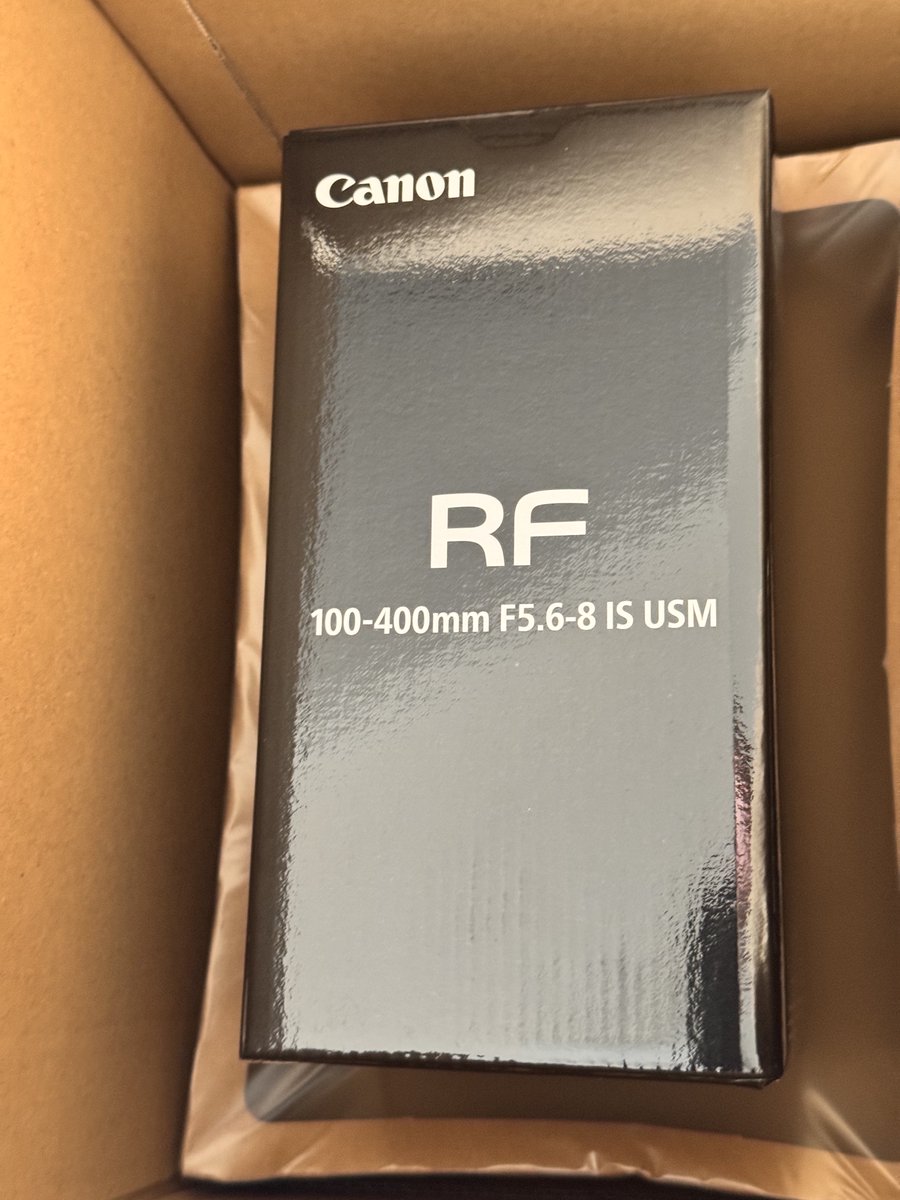 Canon
RF
100-400mm F5.6-8 IS USM